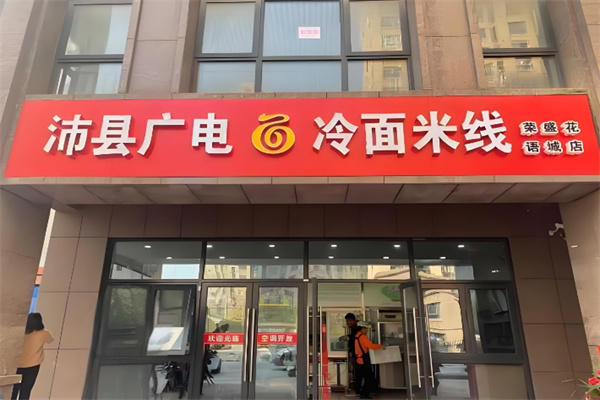 沛县广电 冷面米线 荣盛花
语城店
欢迎光临 空调开放